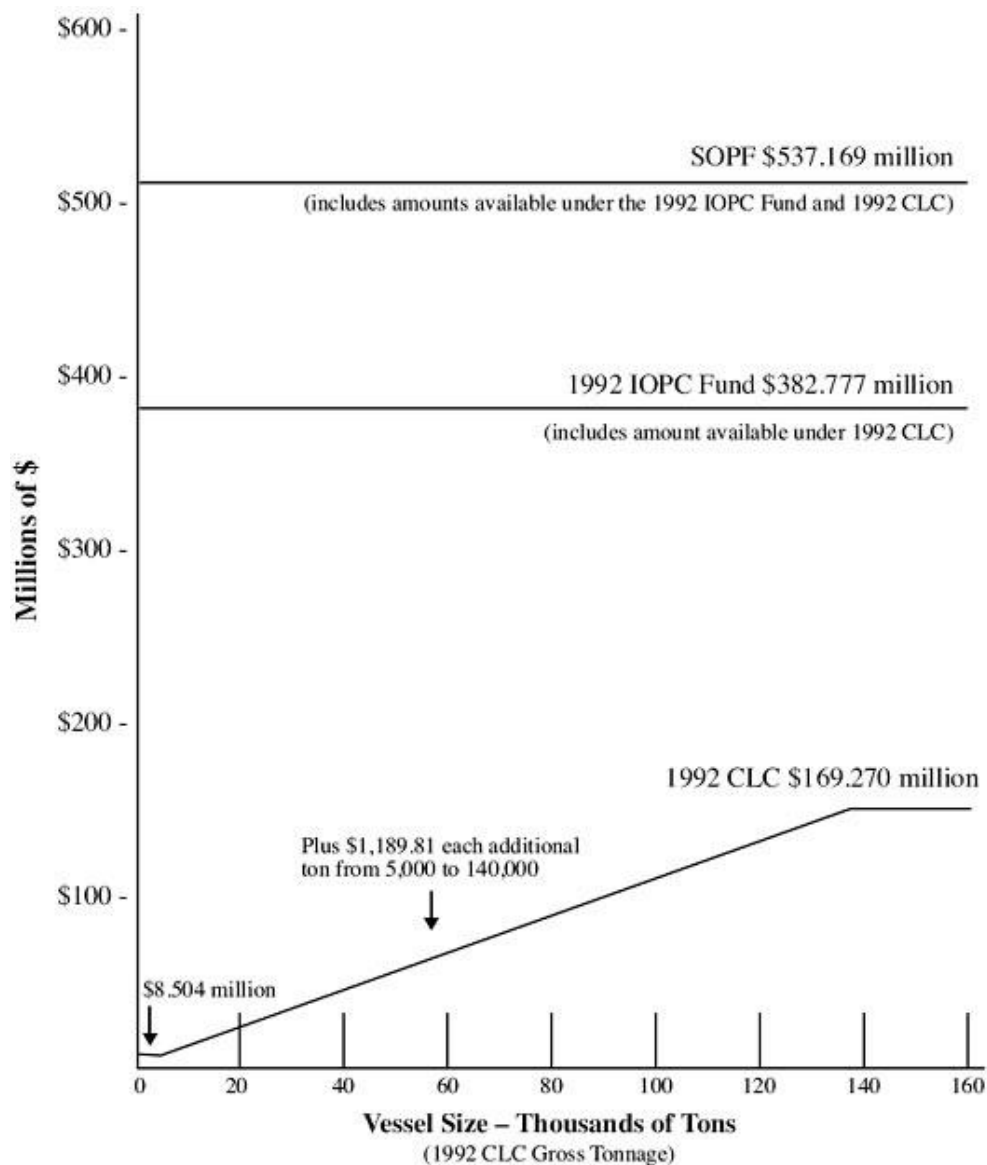 $600 -
SOPF $537.169 million
$500 -
(includes amounts available under the 1992 IOPC Fund and 1992 CLC)
$400 -
1992 IOPC Fund $382.777 million
(includes amount available under 1992 CLC)
Millions of $
$300 -
$200 -
1992 CLC $169.270 million
Plus $1,189.81 each additional
ton from 5,000 to 140,000
$100 -
$8.504 million
0 20 40 60 80 100 120 140 160
Vessel Size – Thousands of Tons
(1992 CLC Gross Tonnage)